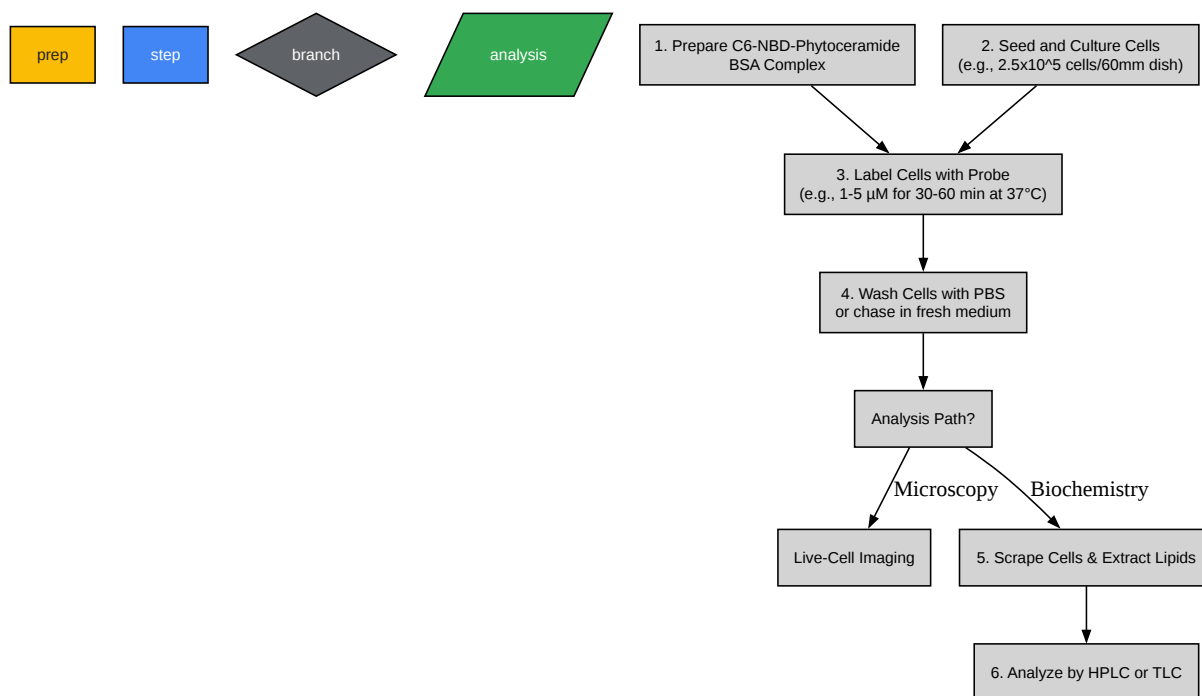 prep
step
branch
analysis
1. Prepare C6-NBD-Phytoceramide
BSA Complex
2. Seed and Culture Cells
(e.g., 2.5x10^5 cells/60mm dish)
3. Label Cells with Probe
(e.g., 1-5 µM for 30-60 min at 37°C)
4. Wash Cells with PBS
or chase in fresh medium
Analysis Path?
Microscopy
Biochemistry
Live-Cell Imaging
5. Scrape Cells & Extract Lipids
6. Analyze by HPLC or TLC